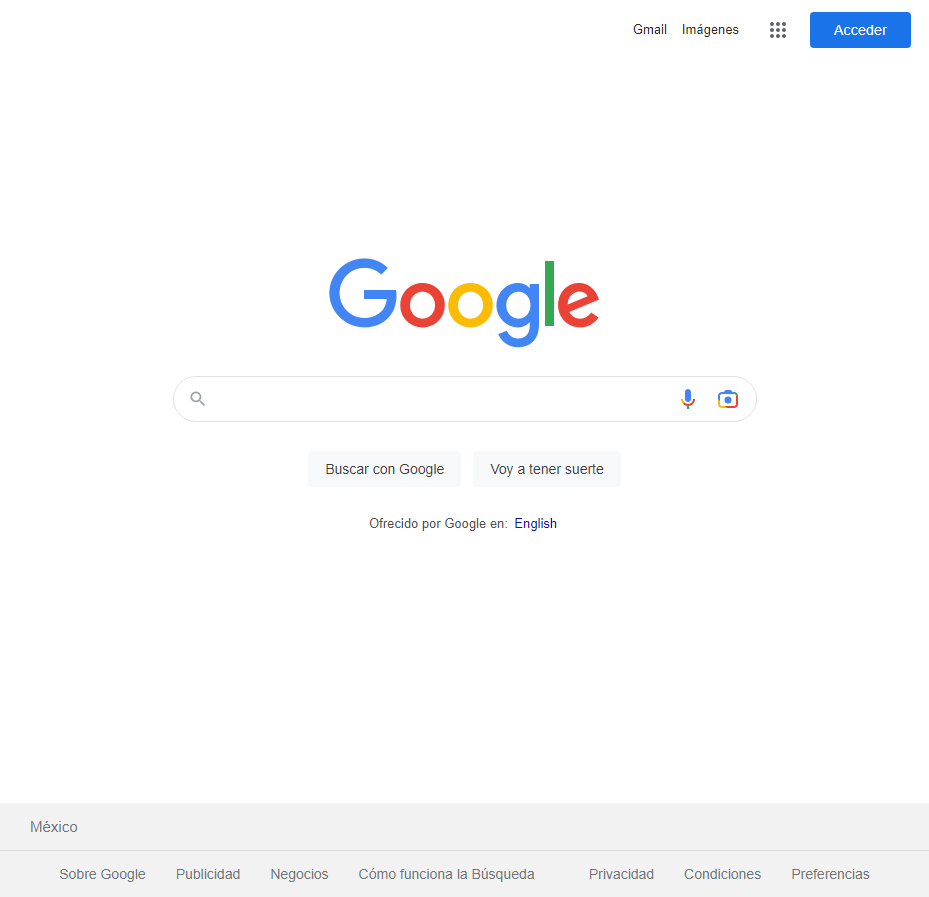 Gmail Imágenes Acceder
Google
Buscar con Google Voy a tener suerte
Ofrecido por Google en: English
México
Sobre Google Publicidad Negocios Cómo funciona la Búsqueda Privacidad Condiciones Preferencias